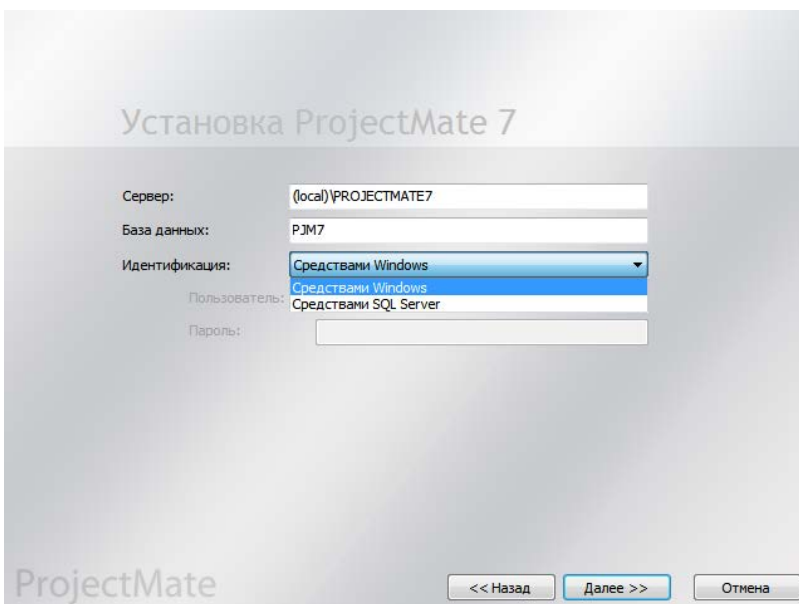 Установка ProjectMate 7
Сервер: (local)\PROJECTMATE7
База данных: PJM7
Идентификация: Средствами Windows
Средствами Windows
Пользователь: Средствами SQL Server
Пароль:
ProjectMate << Назад Далее >> Отмена